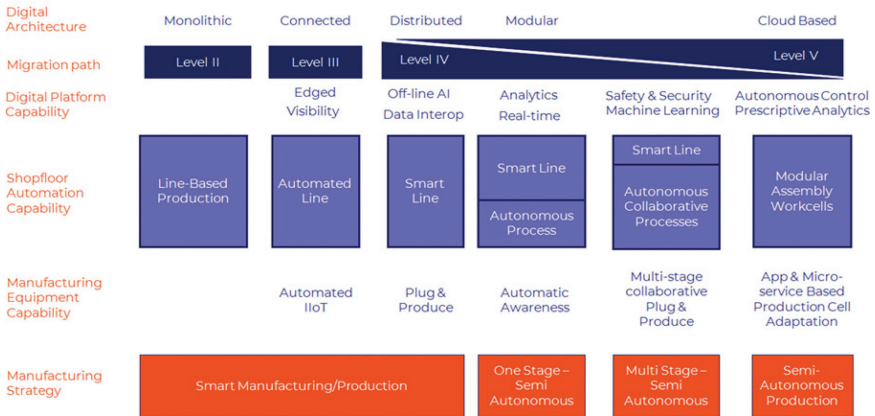 Digital
Architecture
Monolithic
Connected
Distributed
Modular
Cloud Based
Migration path
Level II
Level III
Level IV
Level V
Digital Platform
Capability
Edged
Visibility
Off-line AI
Data Interop
Analytics
Real-time
Safety & Security
Machine Learning
Autonomous Control
Prescriptive Analytics
Shopfloor
Automation
Capability
Line-Based
Production
Automated
Line
Smart
Line
Smart Line
Autonomous
Process
Smart Line
Autonomous
Collaborative
Processes
Modular
Assembly
Workcells
Manufacturing
Equipment
Capability
Automated
IIoT
Plug &
Produce
Automatic
Awareness
Multi-stage
collaborative
Plug &
Produce
App & Micro-
service Based
Production Cell
Adaptation
Manufacturing
Strategy
Smart Manufacturing/Production
One Stage –
Semi
Autonomous
Multi Stage –
Semi
Autonomous
Semi-
Autonomous
Production